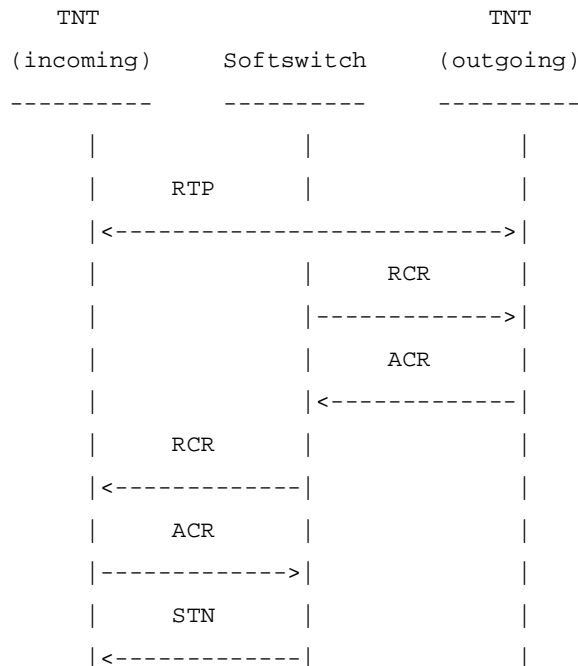 TNT TNT
(incoming) Softswitch (outgoing)
---------- ---------- ----------
| | |
| RTP | |
|<--------------------------->|
| | RCR |
| |------------->|
| | ACR |
| |<-------------|
| RCR | |
|<-------------| |
| ACR | |
|------------->| |
| STN | |
|<-------------| |